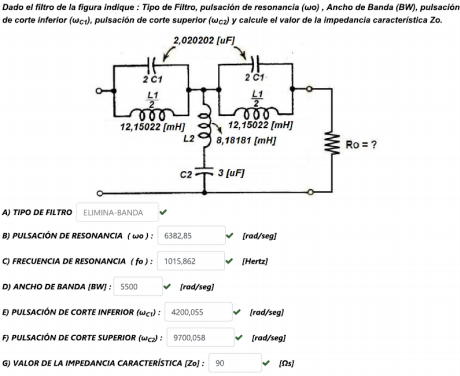 Dado el filtro de la figura indique : Tipo de Filtro, pulsación de resonancia (ωo) , Ancho de Banda (BW), pulsación
de corte inferior (ωC1), pulsación de corte superior (ωC2) y calcule el valor de la impedancia característica Zo.
2,020202 [uF]
2 C1
2 C1
L1
2
L1
2
12,15022 [mH]
12,15022 [mH]
L2
8,18181 [mH]
Ro = ?
C2
3 [uF]
A) TIPO DE FILTRO ELIMINA-BANDA
B) PULSACIÓN DE RESONANCIA ( ωo ) : 6382,85 [rad/seg]
C) FRECUENCIA DE RESONANCIA ( fo ) : 1015,862 [Hertz]
D) ANCHO DE BANDA [BW] : 5500 [rad/seg]
E) PULSACIÓN DE CORTE INFERIOR (ωC1) : 4200,055 [rad/seg]
F) PULSACIÓN DE CORTE SUPERIOR (ωC2) : 9700,058 [rad/seg]
G) VALOR DE LA IMPEDANCIA CARACTERÍSTICA [Zo] : 90 [Ωs]